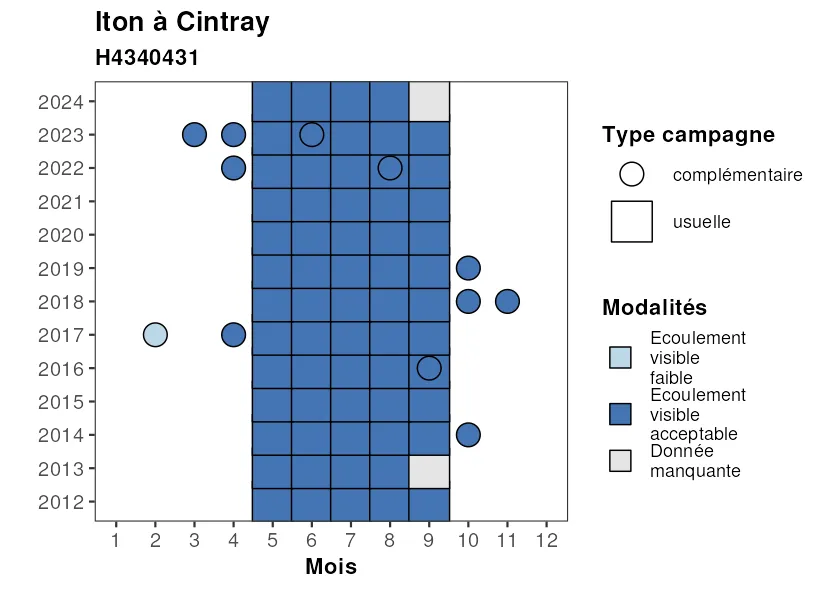 Iton à Cintray
H4340431
2024
2023
2022
2021
2020
2019
2018
2017
2016
2015
2014
2013
2012
1 2 3 4 5 6 7 8 9 10 11 12
Mois
Type campagne
complémentaire
usuelle
Modalités
Ecoulement
visible
faible
Ecoulement
visible
acceptable
Donnée
manquante